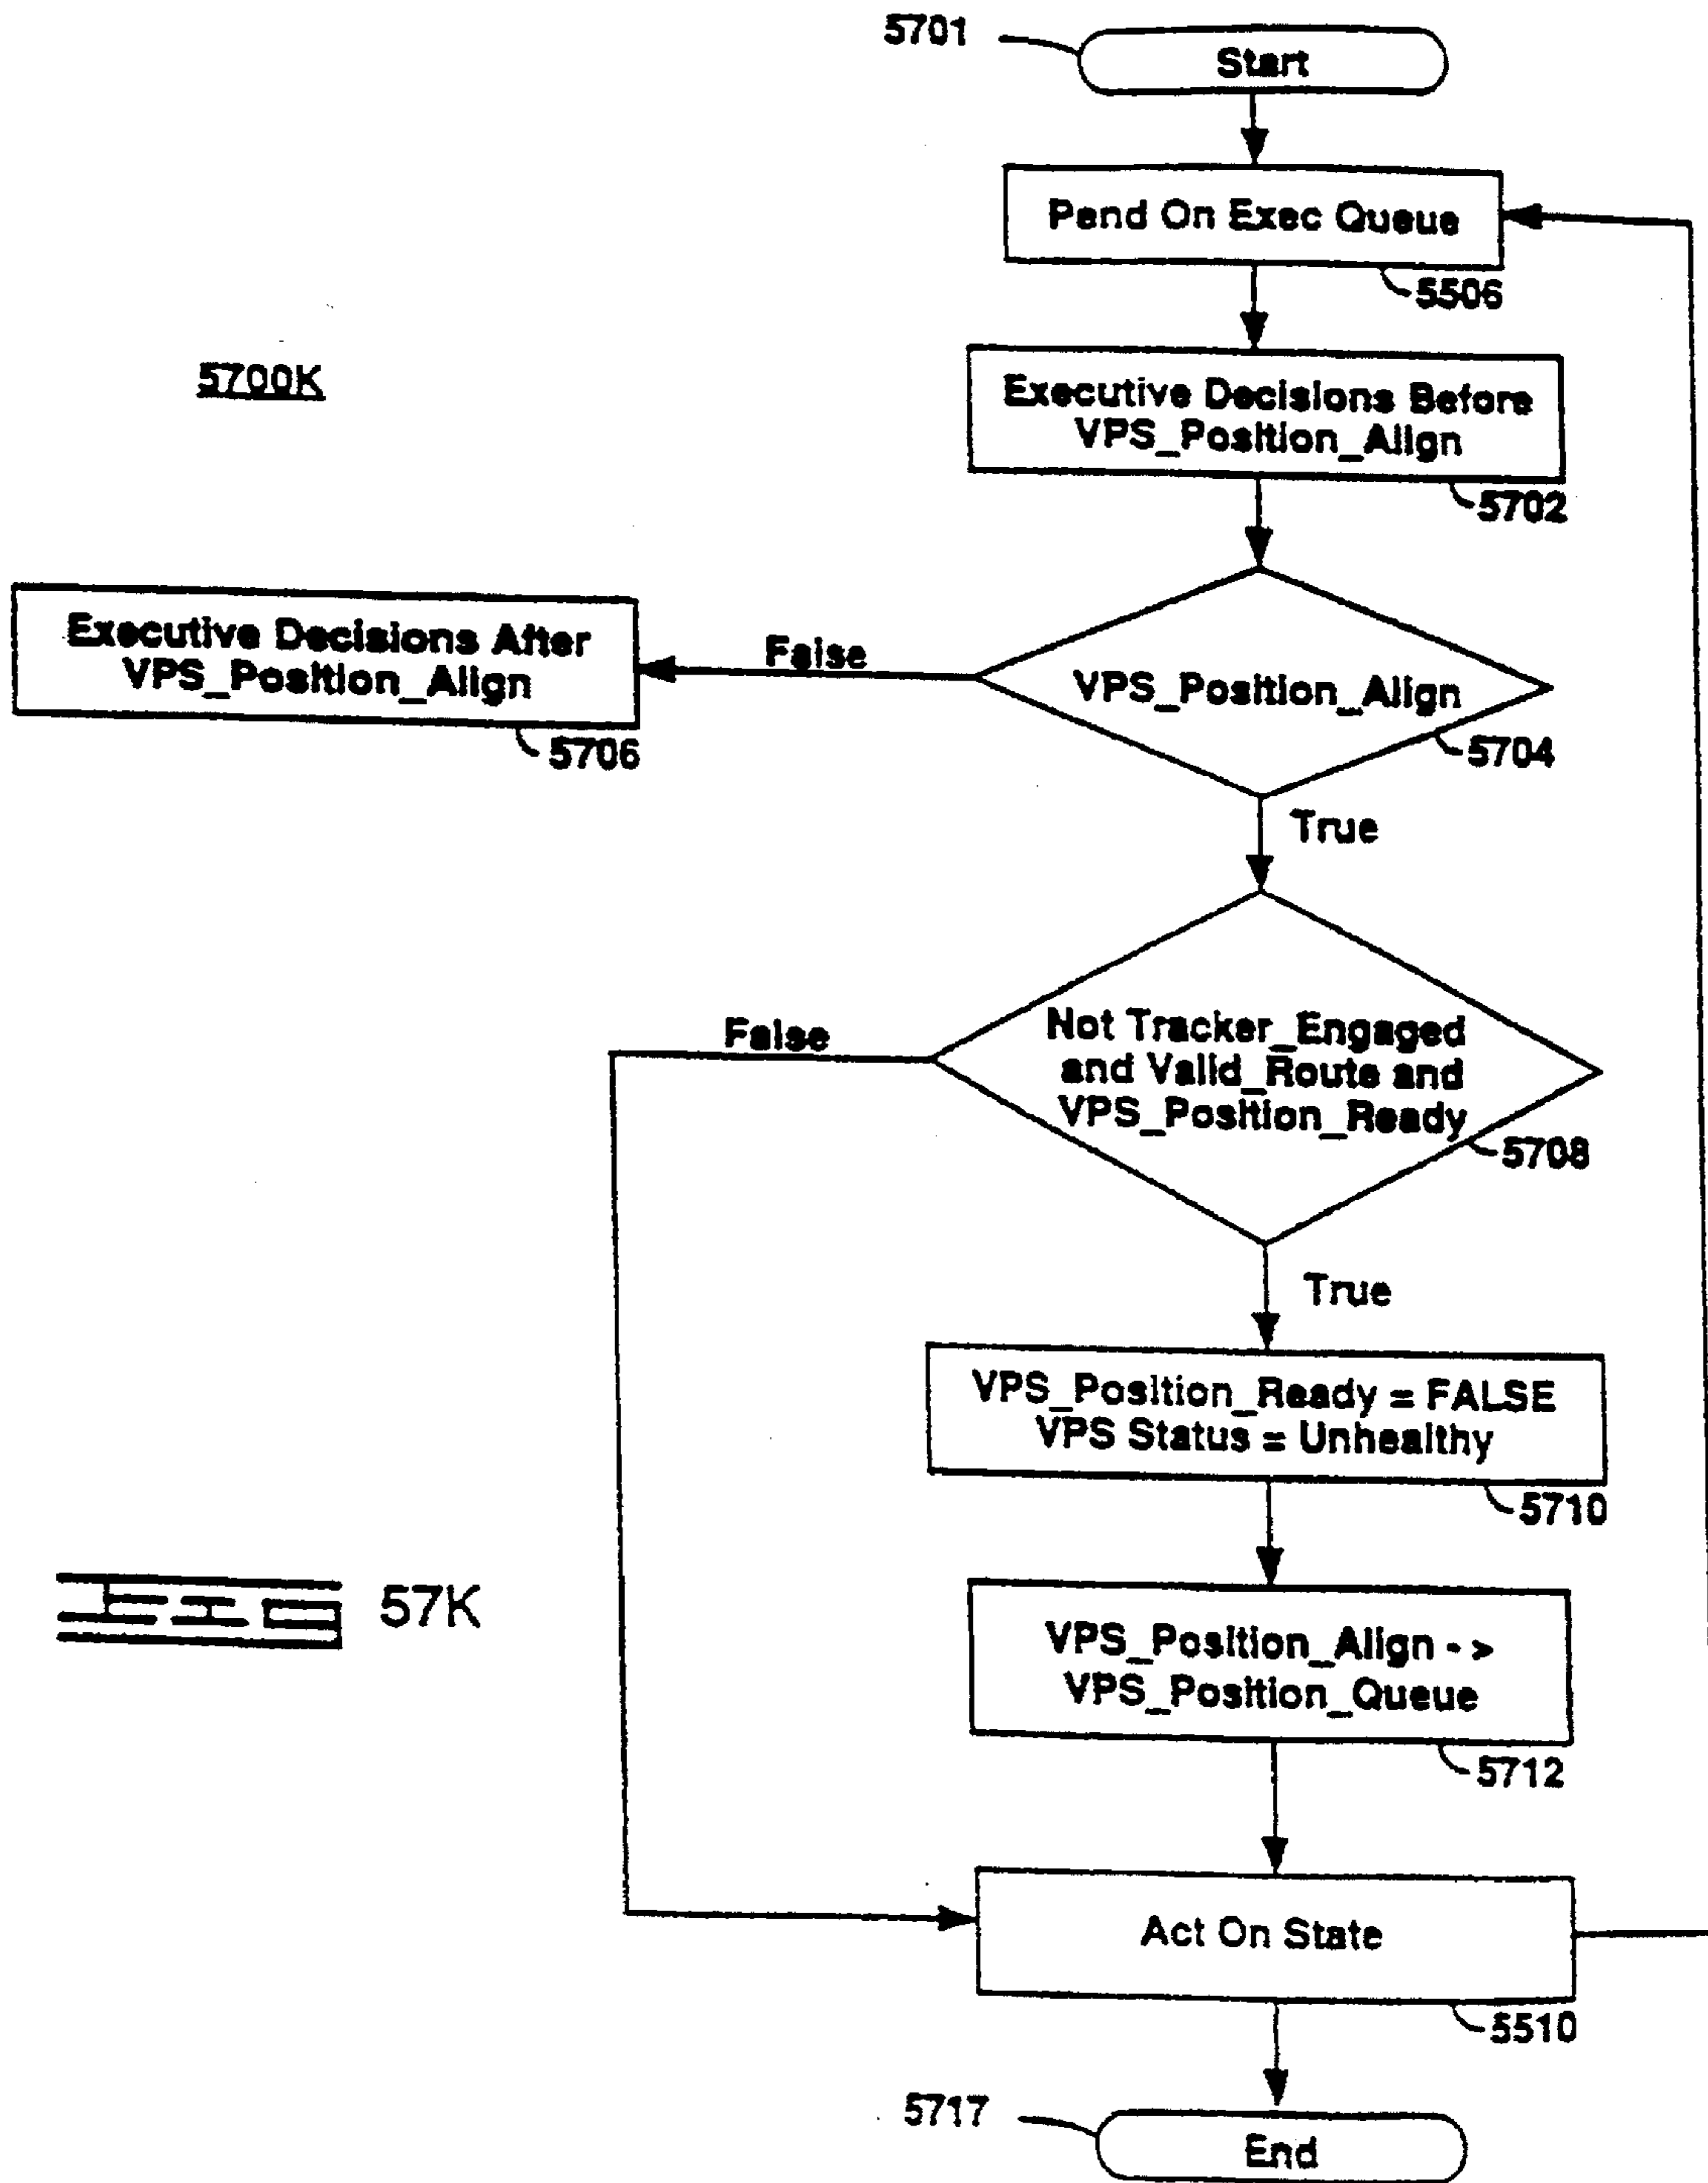 5701
Start
Pend On Exec Queue
5506
5700K
Executive Decisions Before
VPS_Position_Align
5702
Executive Decisions After
VPS_Position_Align
5706
False
VPS_Position_Align
5704
True
False
Not Tracker_Engaged
and Valid_Route and
VPS_Position_Ready
5708
True
VPS_Position_Ready = FALSE
VPS Status = Unhealthy
5710
57K
VPS_Position_Align - >
VPS_Position_Queue
5712
Act On State
5510
5717
End